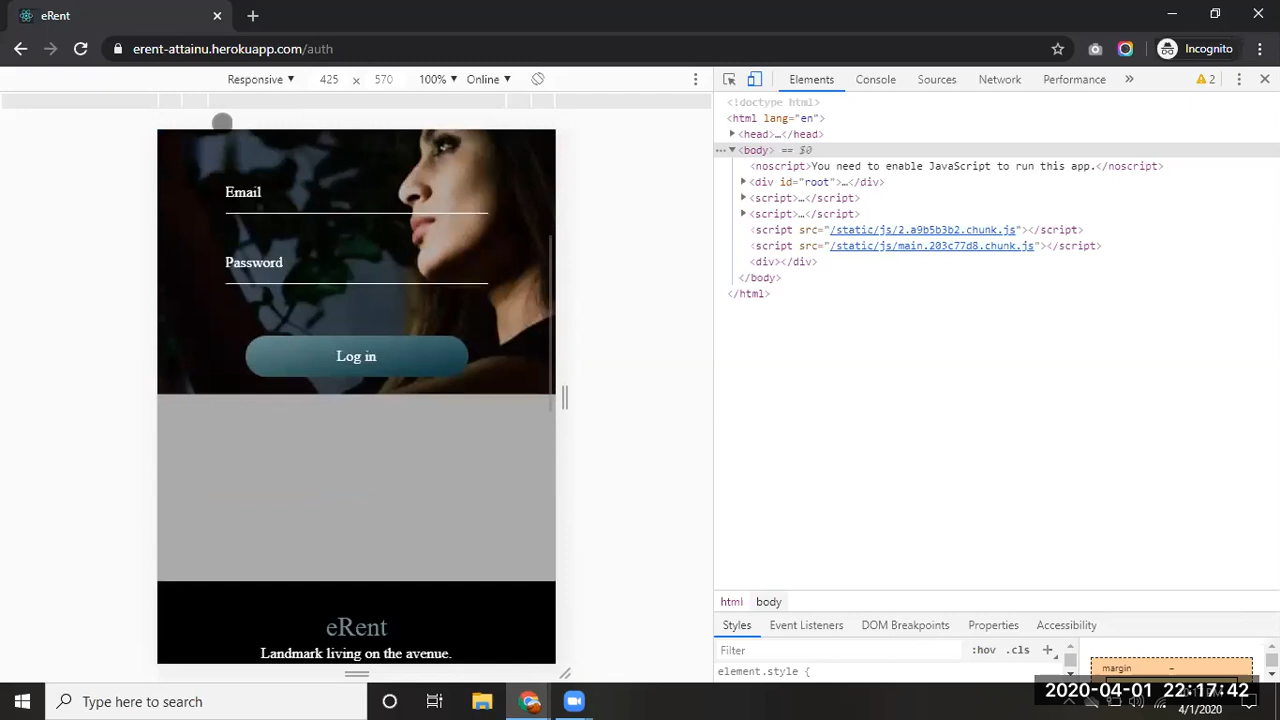 eRent
erent-attainu.herokuapp.com/auth
Incognito
Responsive 425 × 570 100% Online
Elements Console Sources Network Performance 2
<!doctype html>
<html lang="en">
<head>…</head>
<body> == $0
<noscript>You need to enable JavaScript to run this app.</noscript>
<div id="root">…</div>
<script>…</script>
<script>…</script>
<script src="/static/js/2.a9b5b3b2.chunk.js"></script>
<script src="/static/js/main.203c77d8.chunk.js"></script>
<div></div>
</body>
</html>
Email
Password
Log in
eRent
Landmark living on the avenue.
html body
Styles Event Listeners DOM Breakpoints Properties Accessibility
Filter :hov .cls
element.style {
margin –
Type here to search
2020-04-01 22:17:42
4/1/2020